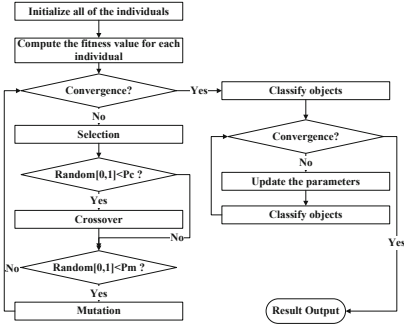 Initialize all of the individuals
Compute the fitness value for each
individual
Convergence?
Yes
No
Selection
Random[0,1]<Pc ?
Yes
Crossover
No
Random[0,1]<Pm ?
No
Yes
Mutation
Classify objects
Convergence?
No
Update the parameters
Classify objects
Yes
Result Output